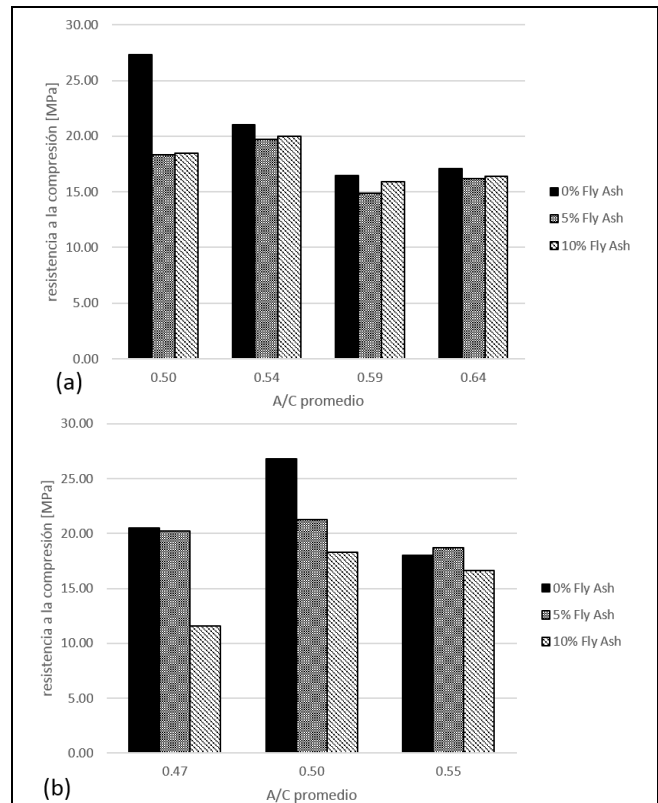 30.00
25.00
20.00
15.00
10.00
5.00
0.00
resistencia a la compresión [MPa]
0% Fly Ash
5% Fly Ash
10% Fly Ash
(a)
0.50 0.54 0.59 0.64
A/C promedio
30.00
25.00
20.00
15.00
10.00
5.00
0.00
resistencia a la compresión [MPa]
0% Fly Ash
5% Fly Ash
10% Fly Ash
(b)
0.47 0.50 0.55
A/C promedio